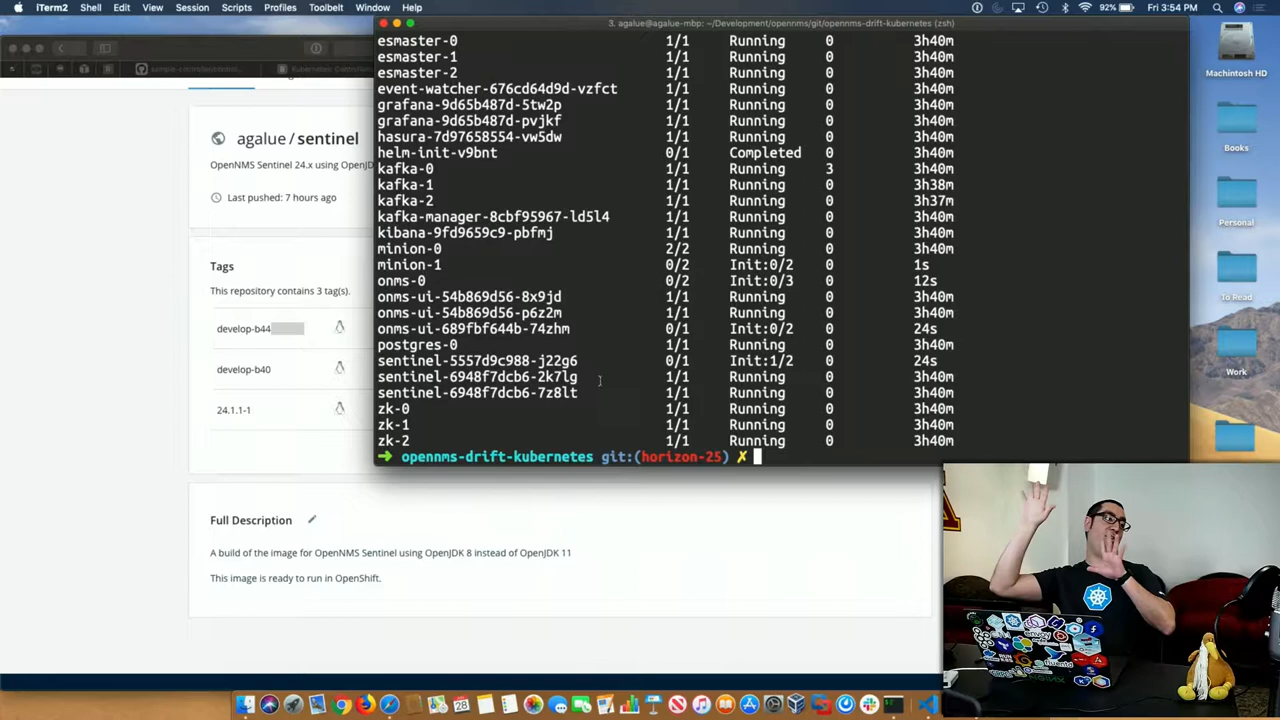 iTerm2 Shell Edit View Session Scripts Profiles Toolbelt Window Help 92% Fri 3:54 PM
3. agalue@agalue-mbp: ~/Development/opennms/git/opennms-drift-kubernetes (zsh)
esmaster-0 1/1 Running 0 3h40m
esmaster-1 1/1 Running 0 3h40m
esmaster-2 1/1 Running 0 3h40m
event-watcher-676cd64d9d-vzfct 1/1 Running 0 3h40m
grafana-9d65b487d-5tw2p 1/1 Running 0 3h40m
grafana-9d65b487d-pvjkf 1/1 Running 0 3h40m
hasura-7d97658554-vw5dw 1/1 Running 0 3h40m
helm-init-v9bnt 0/1 Completed 0 3h40m
kafka-0 1/1 Running 3 3h40m
kafka-1 1/1 Running 0 3h38m
kafka-2 1/1 Running 0 3h37m
kafka-manager-8cbf95967-ld5l4 1/1 Running 0 3h40m
kibana-9fd9659c9-pbfmj 1/1 Running 0 3h40m
minion-0 2/2 Running 0 3h40m
minion-1 0/2 Init:0/2 0 1s
onms-0 0/2 Init:0/3 0 12s
onms-ui-54b869d56-8x9jd 1/1 Running 0 3h40m
onms-ui-54b869d56-p6z2m 1/1 Running 0 3h40m
onms-ui-689fbf644b-74zhm 0/1 Init:0/2 0 24s
postgres-0 1/1 Running 0 3h40m
sentinel-5557d9c988-j22g6 0/1 Init:1/2 0 24s
sentinel-6948f7dcb6-2k7lg 1/1 Running 0 3h40m
sentinel-6948f7dcb6-7z8lt 1/1 Running 0 3h40m
zk-0 1/1 Running 0 3h40m
zk-1 1/1 Running 0 3h40m
zk-2 1/1 Running 0 3h40m
➜ opennms-drift-kubernetes git:(horizon-25) ✗
agalue / sentinel
OpenNMS Sentinel 24.x using OpenJD
Last pushed: 7 hours ago
Tags
This repository contains 3 tag(s).
develop-b44
develop-b40
24.1.1-1
Full Description
A build of the image for OpenNMS Sentinel using OpenJDK 8 instead of OpenJDK 11
This image is ready to run in OpenShift.
Machintosh HD
Books
Personal
To Read
Work